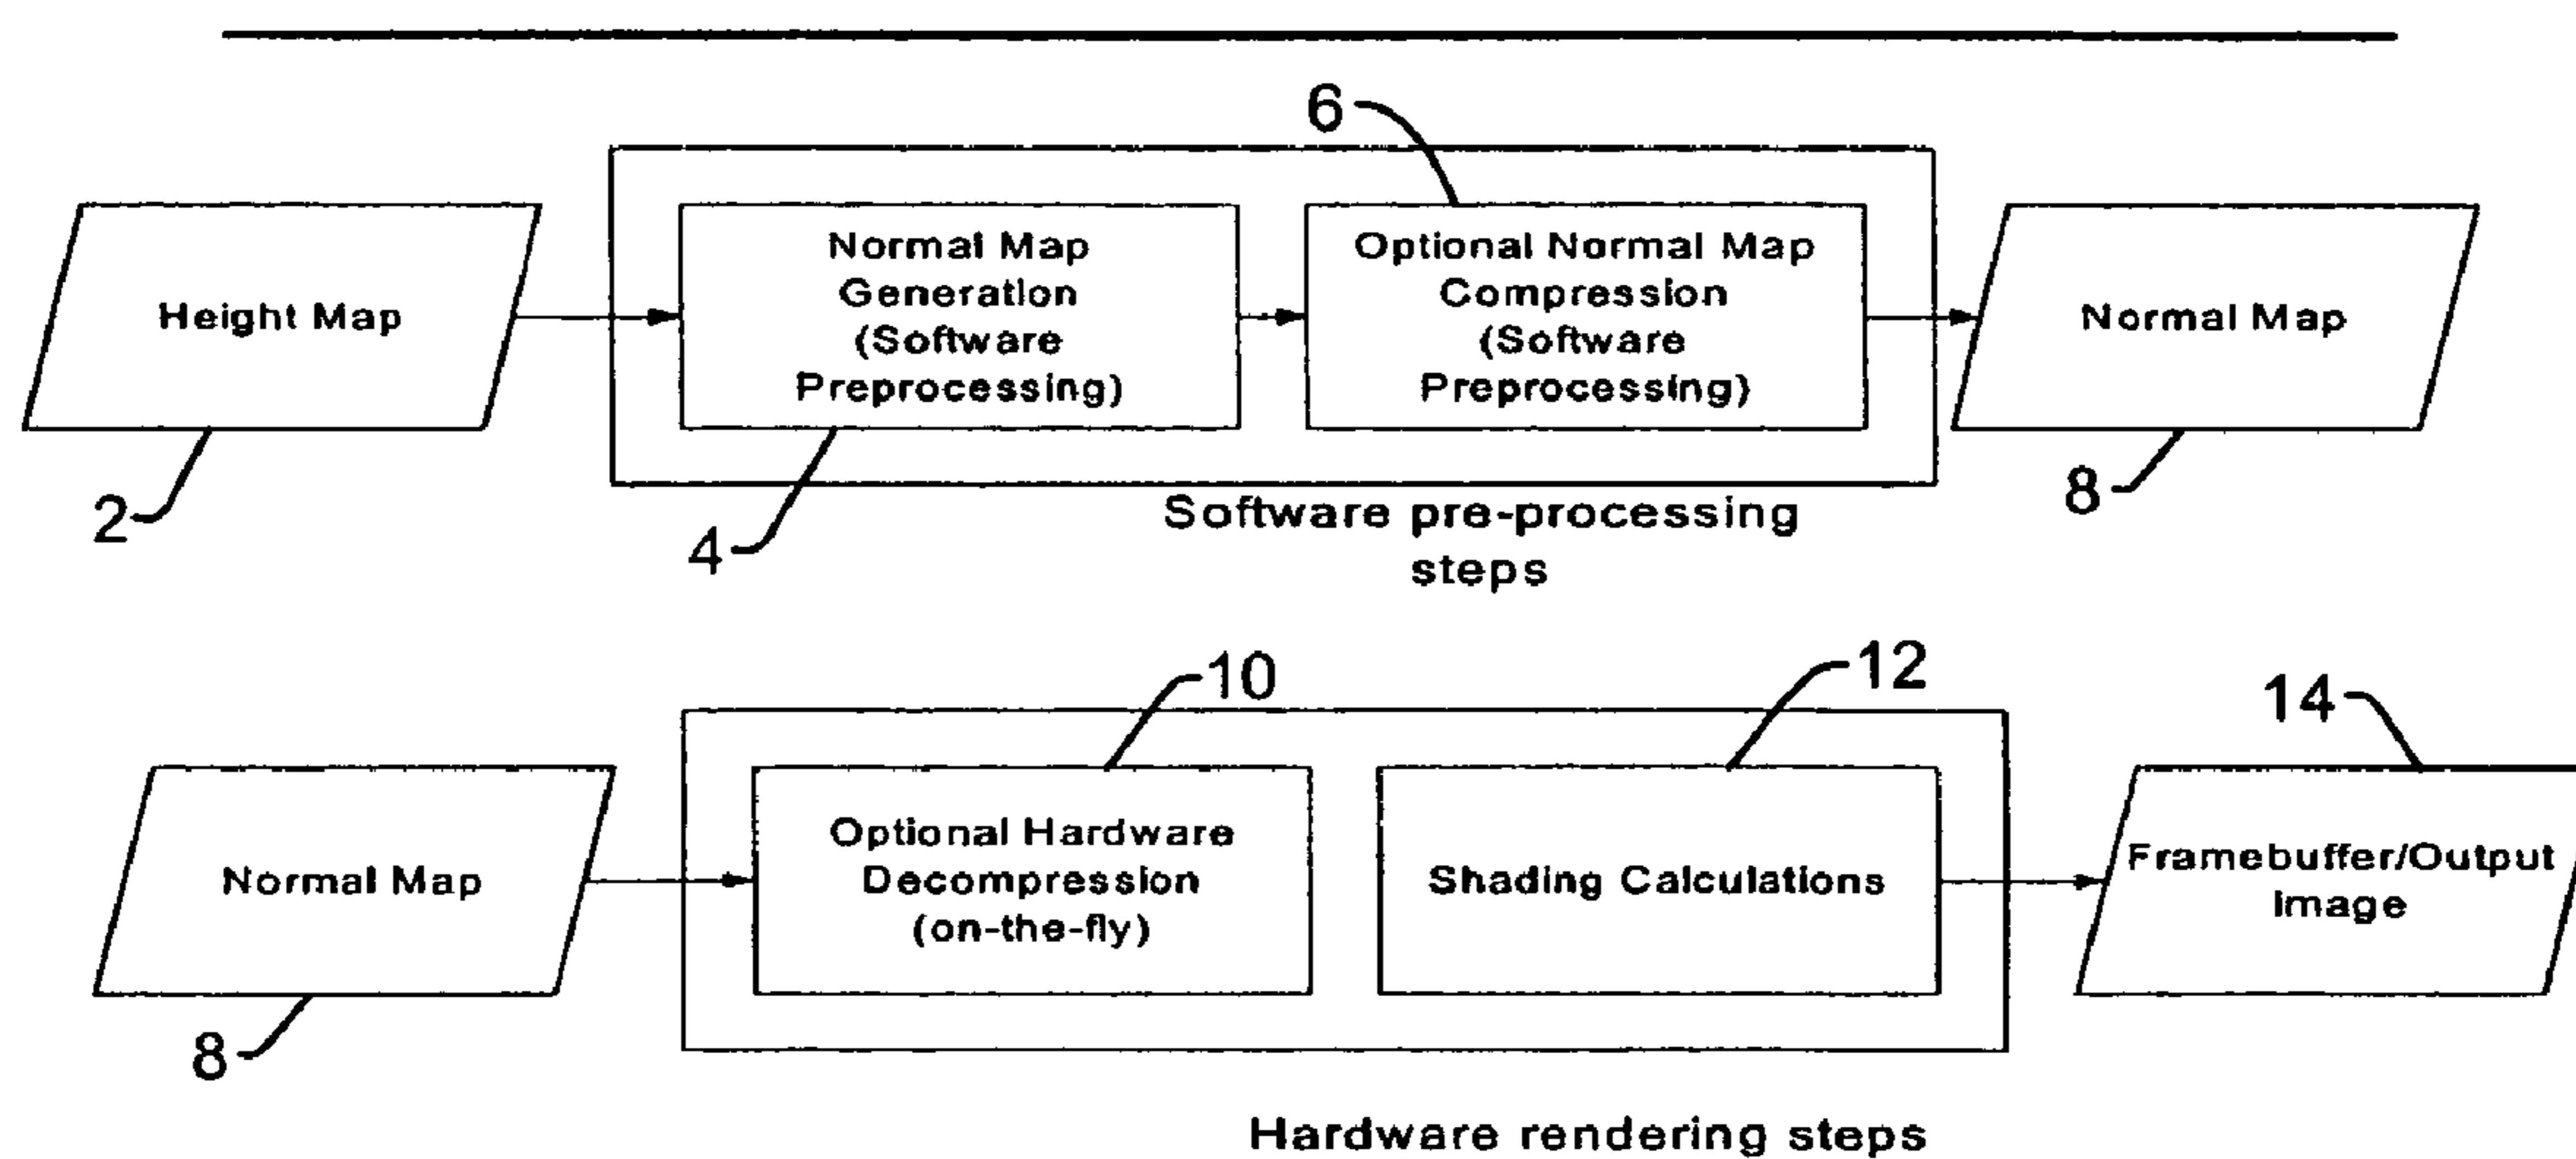 6
Height Map
Normal Map
Generation
(Software
Preprocessing)
Optional Normal Map
Compression
(Software
Preprocessing)
Normal Map
2
4
8
Software pre-processing
steps
10
12
14
Normal Map
Optional Hardware
Decompression
(on-the-fly)
Shading Calculations
Framebuffer/Output
Image
8
Hardware rendering steps